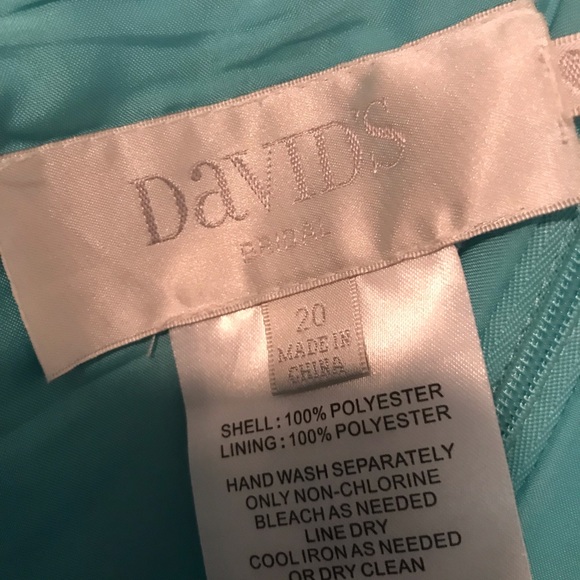 DaVID'S
BRIDAL
20
MADE IN
CHINA
SHELL : 100% POLYESTER
LINING : 100% POLYESTER
HAND WASH SEPARATELY
ONLY NON-CHLORINE
BLEACH AS NEEDED
LINE DRY
COOL IRON AS NEEDED
OR DRY CLEAN